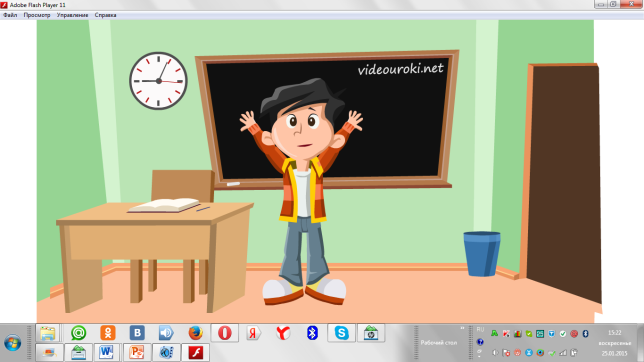 Adobe Flash Player 11
Файл Просмотр Управление Справка
videouroki.net
Рабочий стол
RU
15:22
воскресенье
25.01.2015